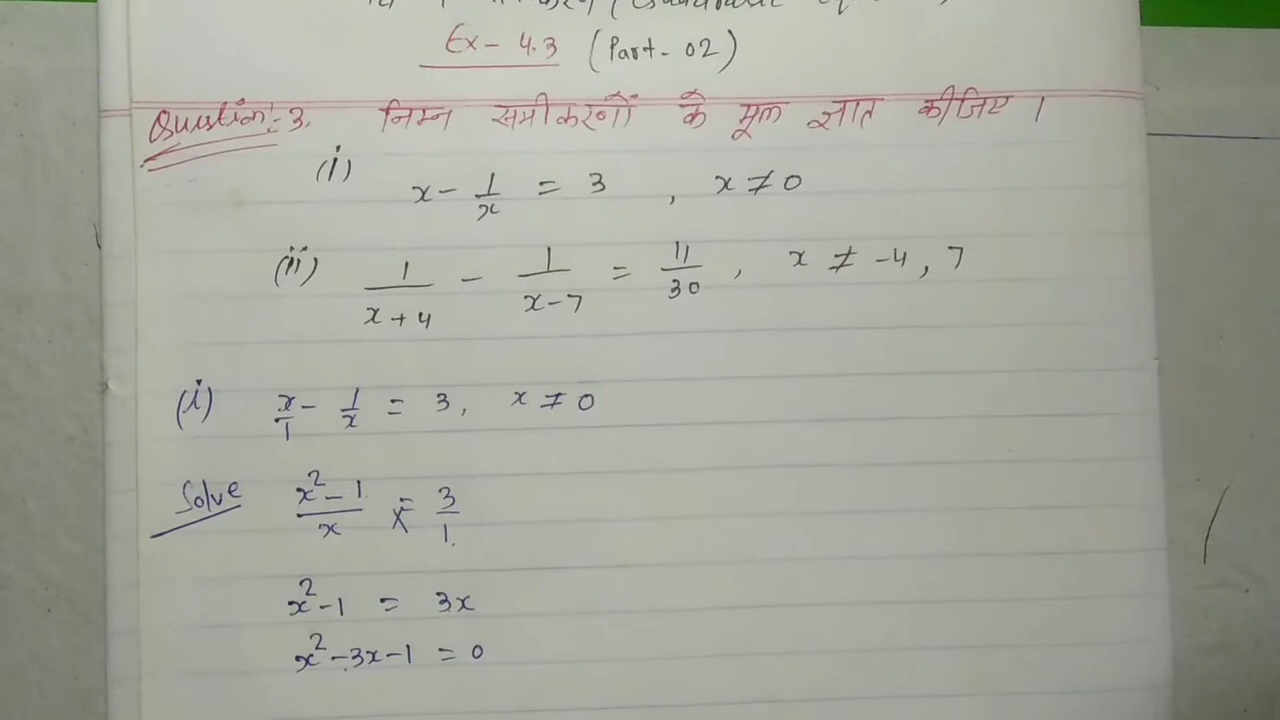 Ex- 4.3 (Part-02)
Question:-3. निम्न समीकरणों के मूल ज्ञात कीजिए ।
(i) x - 1/x = 3 , x ≠ 0
(ii) 1/(x+4) - 1/(x-7) = 11/30 , x ≠ -4, 7
(i) x/1 - 1/x = 3, x ≠ 0
Solve (x²-1)/x = 3/1
x²-1 = 3x
x²-3x-1 = 0